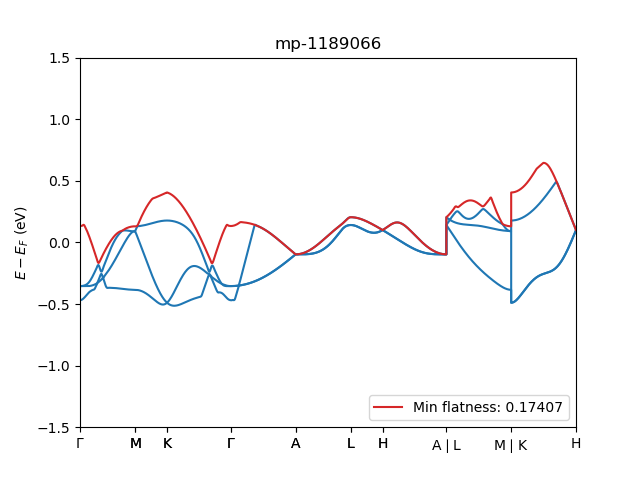 mp-1189066
E − E_F (eV)
1.5
1.0
0.5
0.0
−0.5
−1.0
−1.5
Γ M K Γ A L H A | L M | K H
Min flatness: 0.17407